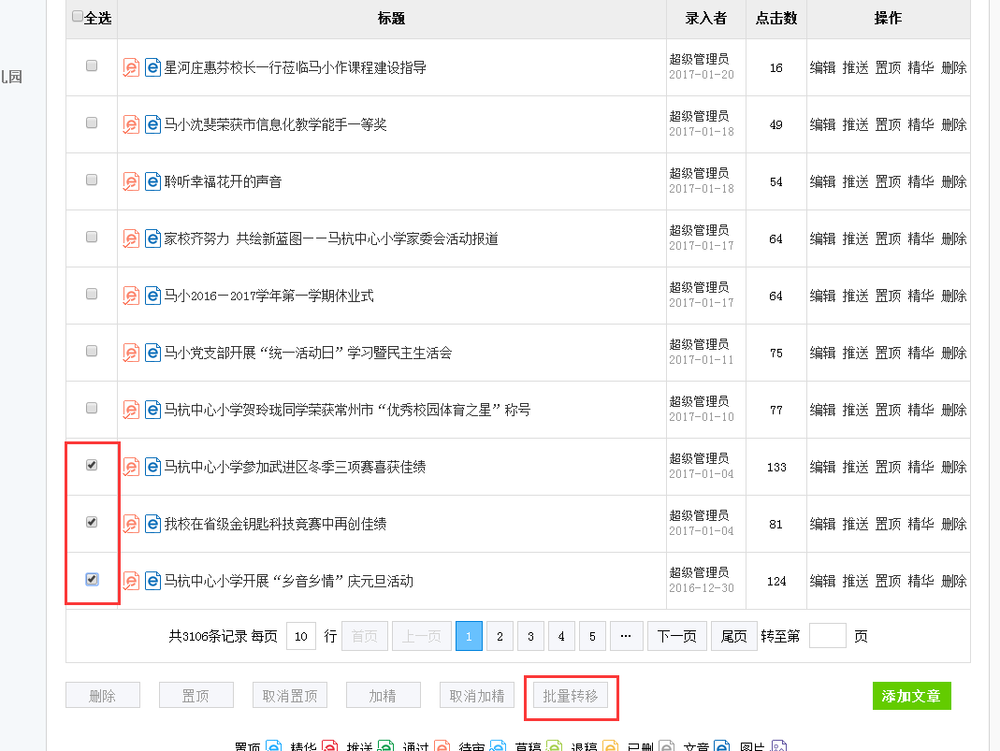 全选 标题 录入者 点击数 操作
儿园
星河庄惠芬校长一行莅临马小作课程建设指导 超级管理员 2017-01-20 16 编辑 推送 置顶 精华 删除
马小沈斐荣获市信息化教学能手一等奖 超级管理员 2017-01-18 49 编辑 推送 置顶 精华 删除
聆听幸福花开的声音 超级管理员 2017-01-18 54 编辑 推送 置顶 精华 删除
家校齐努力 共绘新蓝图——马杭中心小学家委会活动报道 超级管理员 2017-01-17 64 编辑 推送 置顶 精华 删除
马小2016—2017学年第一学期休业式 超级管理员 2017-01-17 64 编辑 推送 置顶 精华 删除
马小党支部开展“统一活动日”学习暨民主生活会 超级管理员 2017-01-11 75 编辑 推送 置顶 精华 删除
马杭中心小学贺玲珑同学荣获常州市“优秀校园体育之星”称号 超级管理员 2017-01-10 77 编辑 推送 置顶 精华 删除
马杭中心小学参加武进区冬季三项赛喜获佳绩 超级管理员 2017-01-04 133 编辑 推送 置顶 精华 删除
我校在省级金钥匙科技竞赛中再创佳绩 超级管理员 2017-01-04 81 编辑 推送 置顶 精华 删除
马杭中心小学开展“乡音乡情”庆元旦活动 超级管理员 2016-12-30 124 编辑 推送 置顶 精华 删除
共3106条记录 每页 10 行 首页 上一页 1 2 3 4 5 … 下一页 尾页 转至第 页
删除 置顶 取消置顶 加精 取消加精 批量转移 添加文章
置顶 精华 推送 通过 待审 草稿 退稿 已删 文章 图片